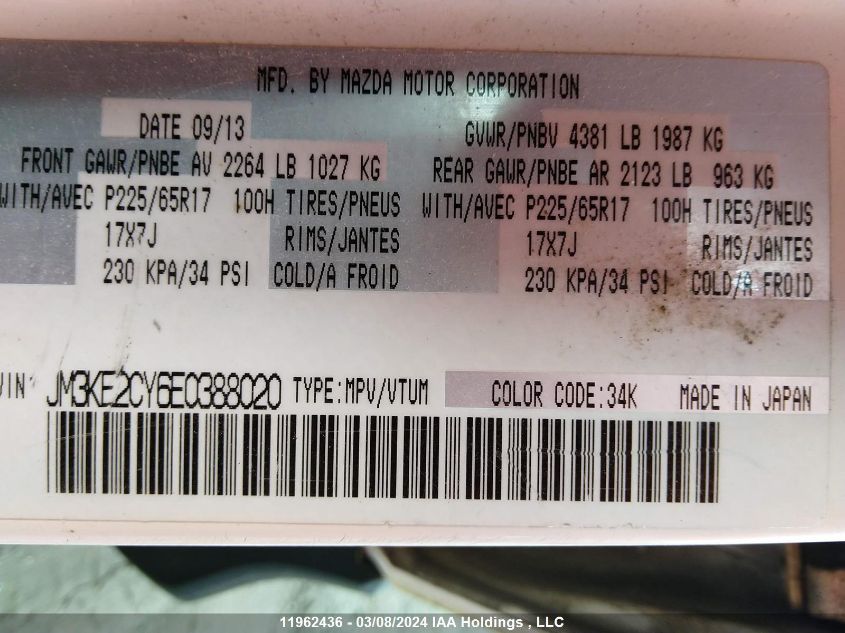 MFD. BY MAZDA MOTOR CORPORATION
DATE 09/13 GVWR/PNBV 4381 LB 1987 KG
FRONT GAWR/PNBE AV 2264 LB 1027 KG REAR GAWR/PNBE AR 2123 LB 963 KG
WITH/AVEC P225/65R17 100H TIRES/PNEUS WITH/AVEC P225/65R17 100H TIRES/PNEUS
17X7J RIMS/JANTES 17X7J RIMS/JANTES
230 KPA/34 PSI COLD/A FROID 230 KPA/34 PSI COLD/A FROID
VIN JM3KE2CY6E0388020 TYPE:MPV/VTUM COLOR CODE:34K MADE IN JAPAN
11962436 - 03/08/2024 IAA Holdings , LLC